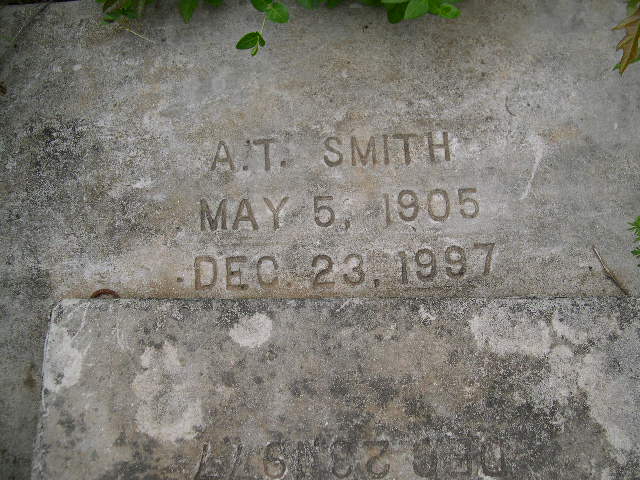 A.T. SMITH
MAY 5, 1905
DEC. 23, 1997